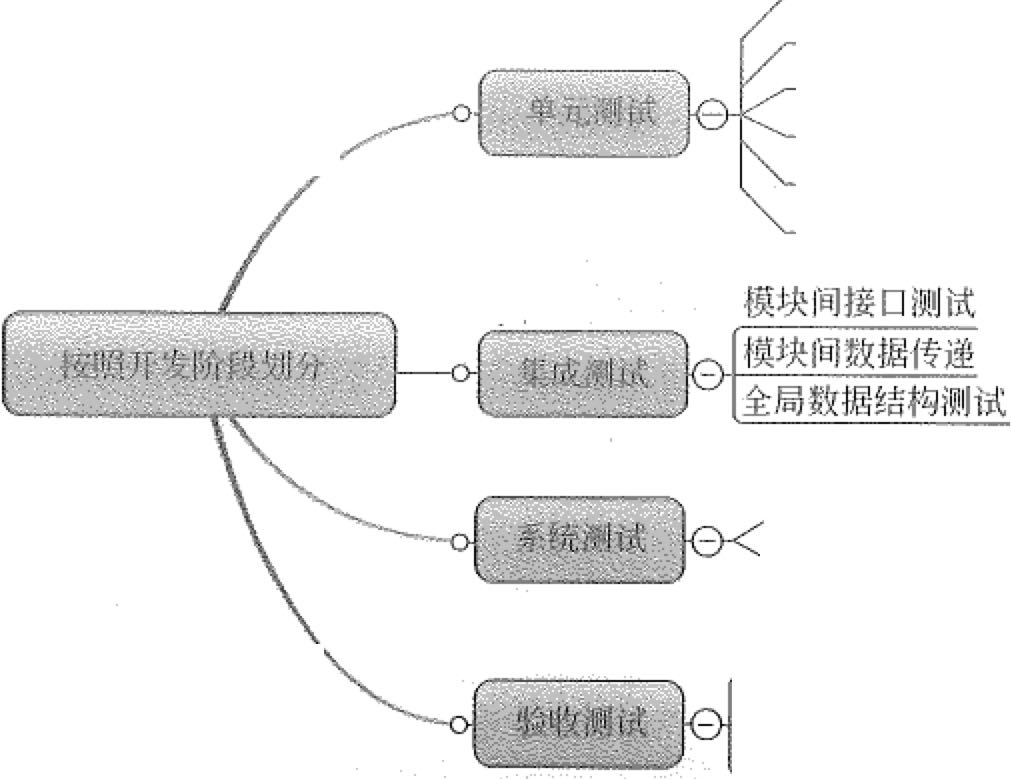 单元测试
模块间接口测试
按照开发阶段划分
集成测试
模块间数据传递
全局数据结构测试
系统测试
验收测试